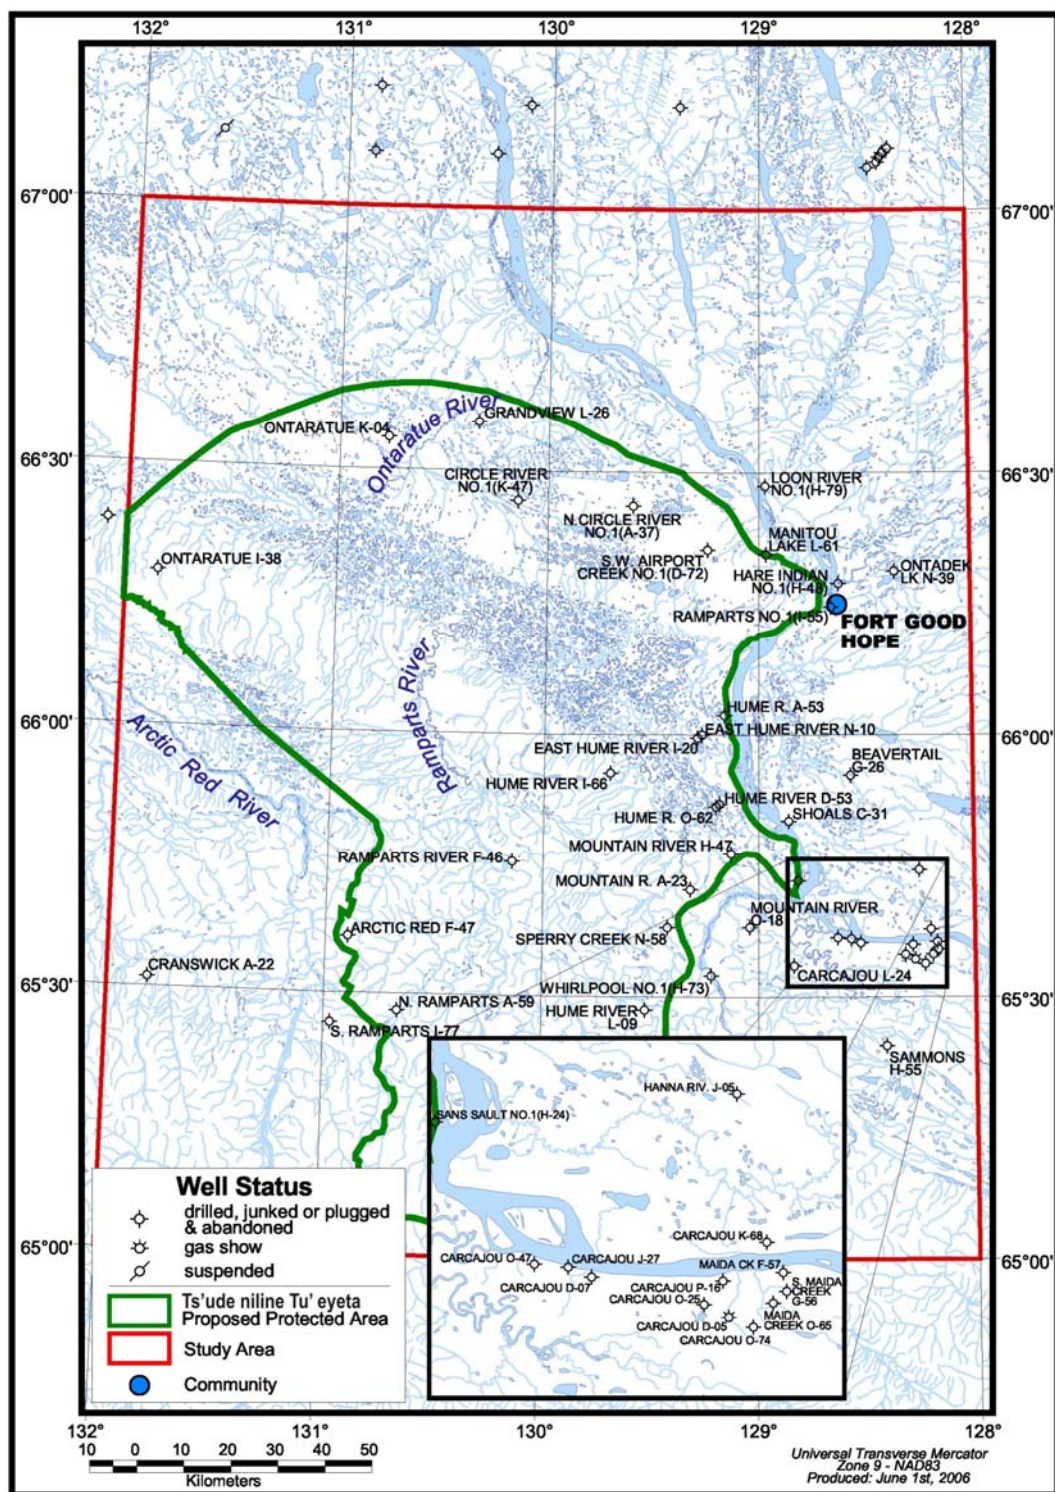 132°
131°
130°
129°
128°
67°00'
67°00'
Ontaratue River
GRANDVIEW L-26
ONTARATUE K-04
66°30'
66°30'
CIRCLE RIVER
NO.1(K-47)
LOON RIVER
NO.1(H-79)
N.CIRCLE RIVER
NO.1(A-37)
MANITOU
LAKE L-61
ONTARATUE I-38
S.W. AIRPORT
CREEK NO.1(D-72)
HARE INDIAN
NO.1(H-48)
ONTADEK
LK N-39
RAMPARTS NO.1(I-55)
FORT GOOD
HOPE
Ramparts River
66°00'
66°00'
Arctic Red River
HUME R. A-53
EAST HUME RIVER N-10
EAST HUME RIVER I-20
BEAVERTAIL
G-26
HUME RIVER I-66
HUME RIVER D-53
HUME R. O-62
SHOALS C-31
MOUNTAIN RIVER H-47
RAMPARTS RIVER F-46
MOUNTAIN R. A-23
MOUNTAIN RIVER
O-18
ARCTIC RED F-47
SPERRY CREEK N-58
CRANSWICK A-22
CARCAJOU L-24
WHIRLPOOL NO.1(H-73)
65°30'
65°30'
N. RAMPARTS A-59
HUME RIVER
L-09
S. RAMPARTS I-77
SAMMONS
H-55
HANNA RIV. J-05
SANS SAULT NO.1(H-24)
CARCAJOU K-68
CARCAJOU O-47
CARCAJOU J-27
MAIDA CK F-57
CARCAJOU D-07
CARCAJOU P-16
S. MAIDA
CREEK
G-56
CARCAJOU O-25
CARCAJOU D-05
MAIDA
CREEK O-65
CARCAJOU O-74
65°00'
65°00'
Well Status
drilled, junked or plugged
& abandoned
gas show
suspended
Ts'ude niline Tu' eyeta
Proposed Protected Area
Study Area
Community
132°
131°
130°
129°
128°
10 0 10 20 30 40 50
Kilometers
Universal Transverse Mercator
Zone 9 - NAD83
Produced: June 1st, 2006